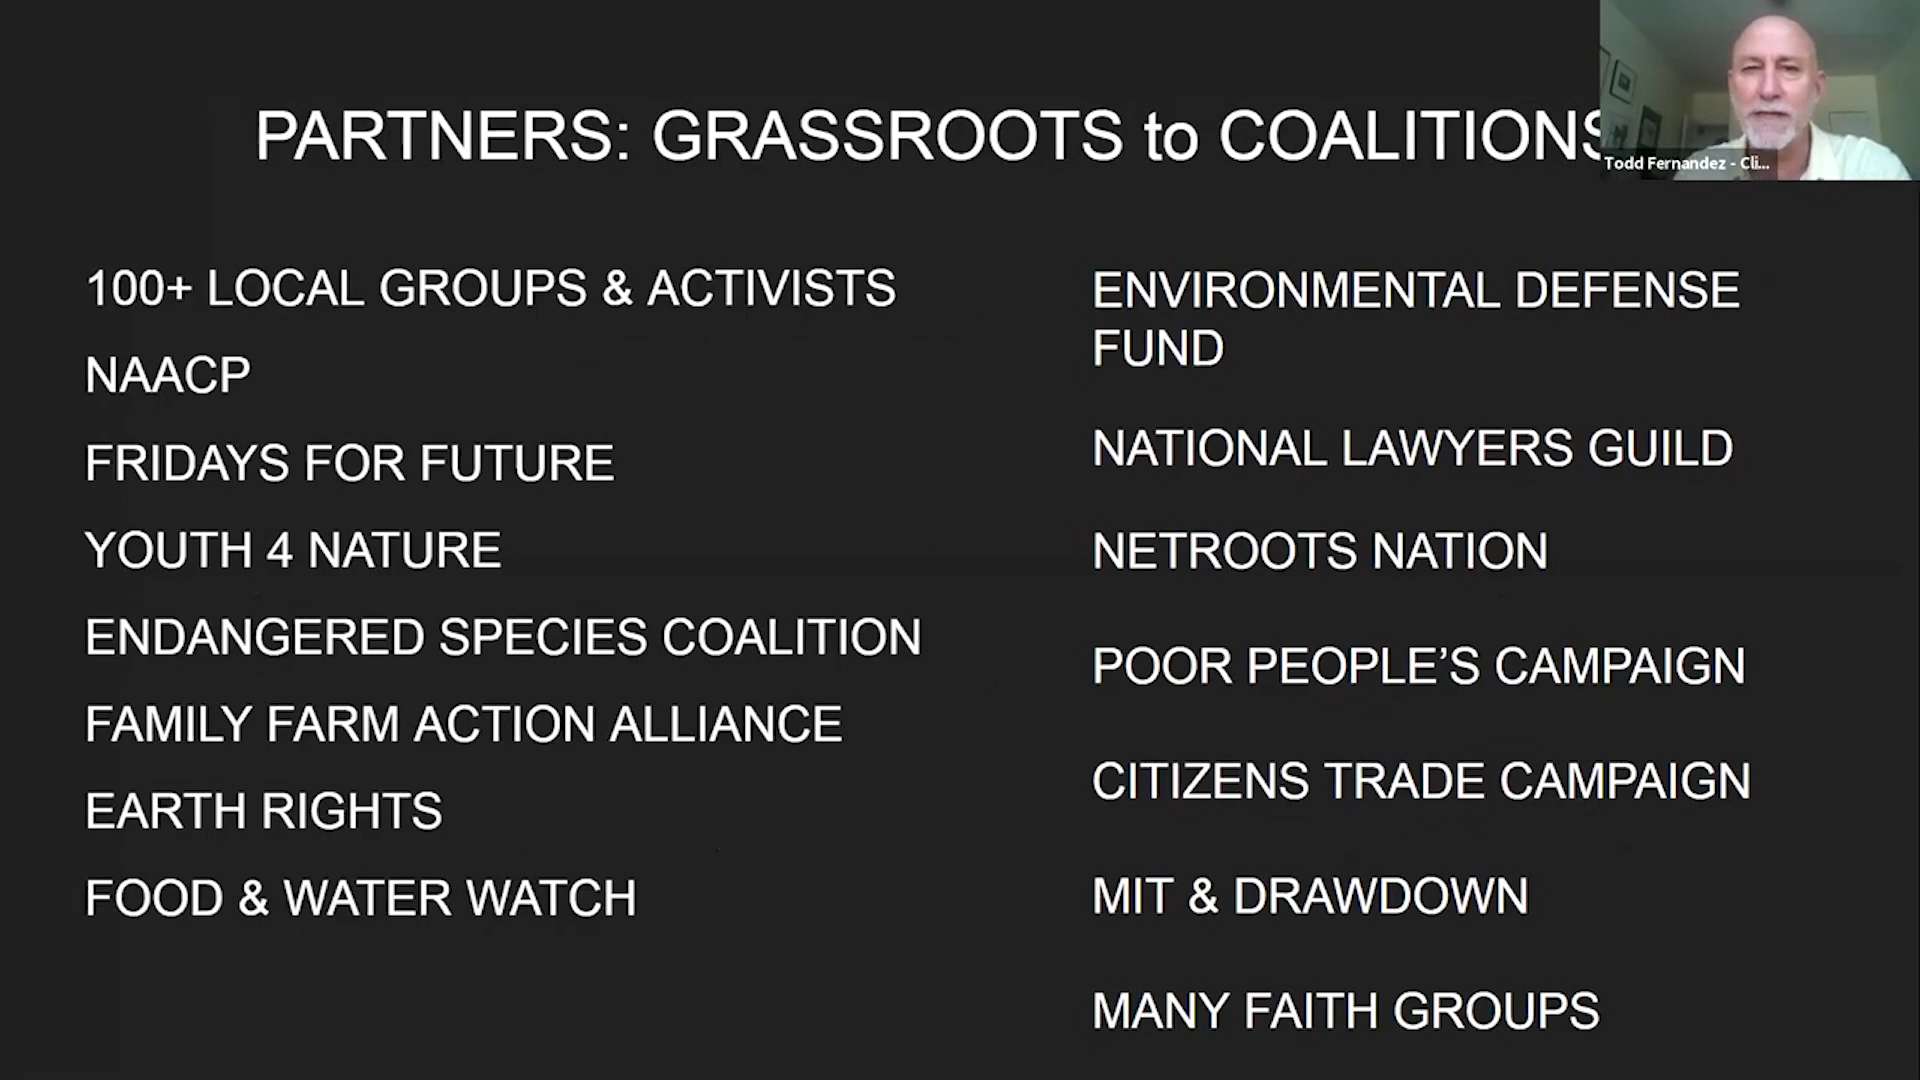 PARTNERS: GRASSROOTS to COALITIONS
Todd Fernandez - Cli...
100+ LOCAL GROUPS & ACTIVISTS
NAACP
FRIDAYS FOR FUTURE
YOUTH 4 NATURE
ENDANGERED SPECIES COALITION
FAMILY FARM ACTION ALLIANCE
EARTH RIGHTS
FOOD & WATER WATCH
ENVIRONMENTAL DEFENSE
FUND
NATIONAL LAWYERS GUILD
NETROOTS NATION
POOR PEOPLE’S CAMPAIGN
CITIZENS TRADE CAMPAIGN
MIT & DRAWDOWN
MANY FAITH GROUPS